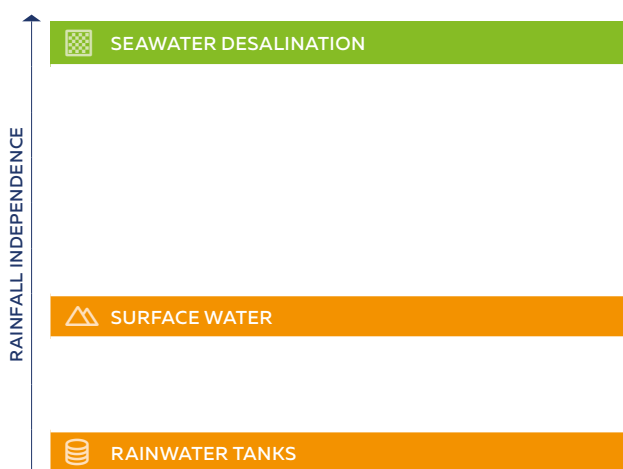 RAINFALL INDEPENDENCE
SEAWATER DESALINATION
SURFACE WATER
RAINWATER TANKS